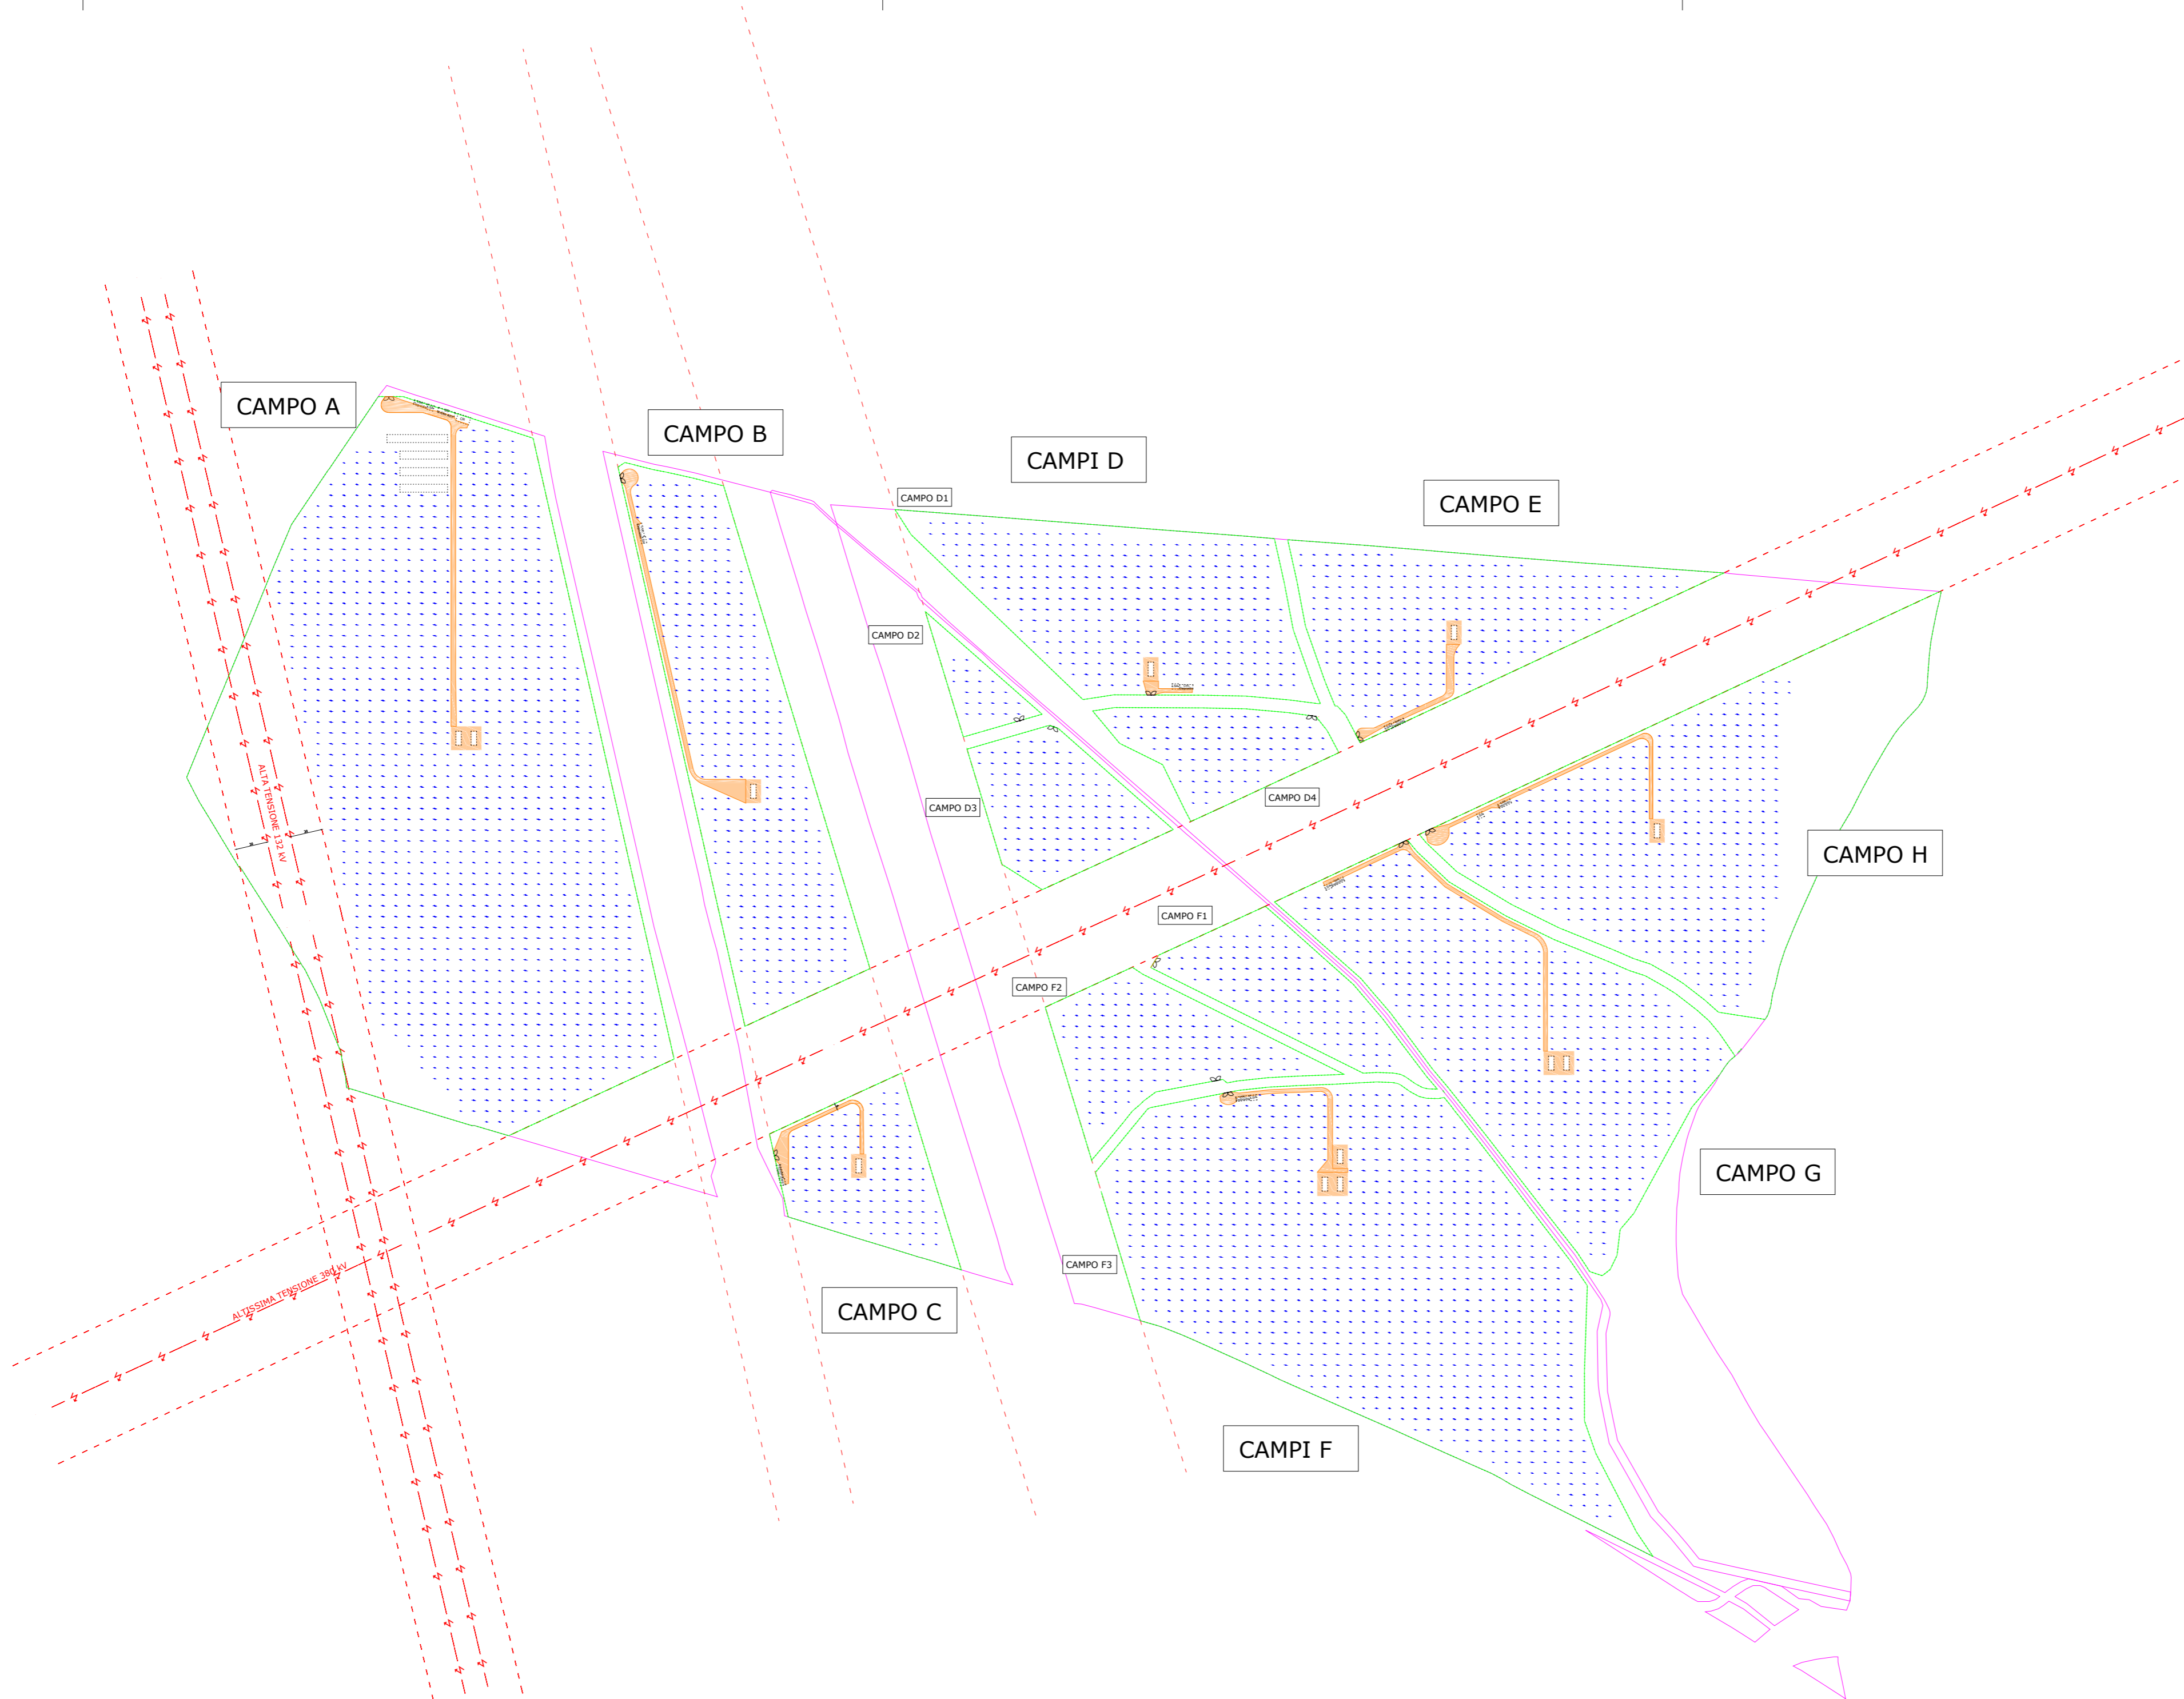 CAMPO A
CAMPO B
CAMPI D
CAMPO E
CAMPO D1
CAMPO D2
CAMPO D3
CAMPO D4
ALTA TENSIONE 132 kV
CAMPO H
CAMPO F1
CAMPO F2
CAMPO G
CAMPO F3
ALTISSIMA TENSIONE 380 kV
CAMPO C
CAMPI F